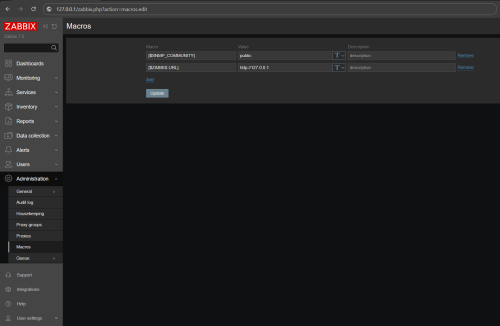 127.0.0.1/zabbix.php?action=macros.edit
ZABBIX
Macros
Zabbix 7.0
Macro Value Description
{$SNMP_COMMUNITY} public description Remove
{$ZABBIX.URL} http://127.0.0.1 description Remove
Add
Update
Dashboards
Monitoring
Services
Inventory
Reports
Data collection
Alerts
Users
Administration
General
Audit log
Housekeeping
Proxy groups
Proxies
Macros
Queue
Support
Integrations
Help
User settings